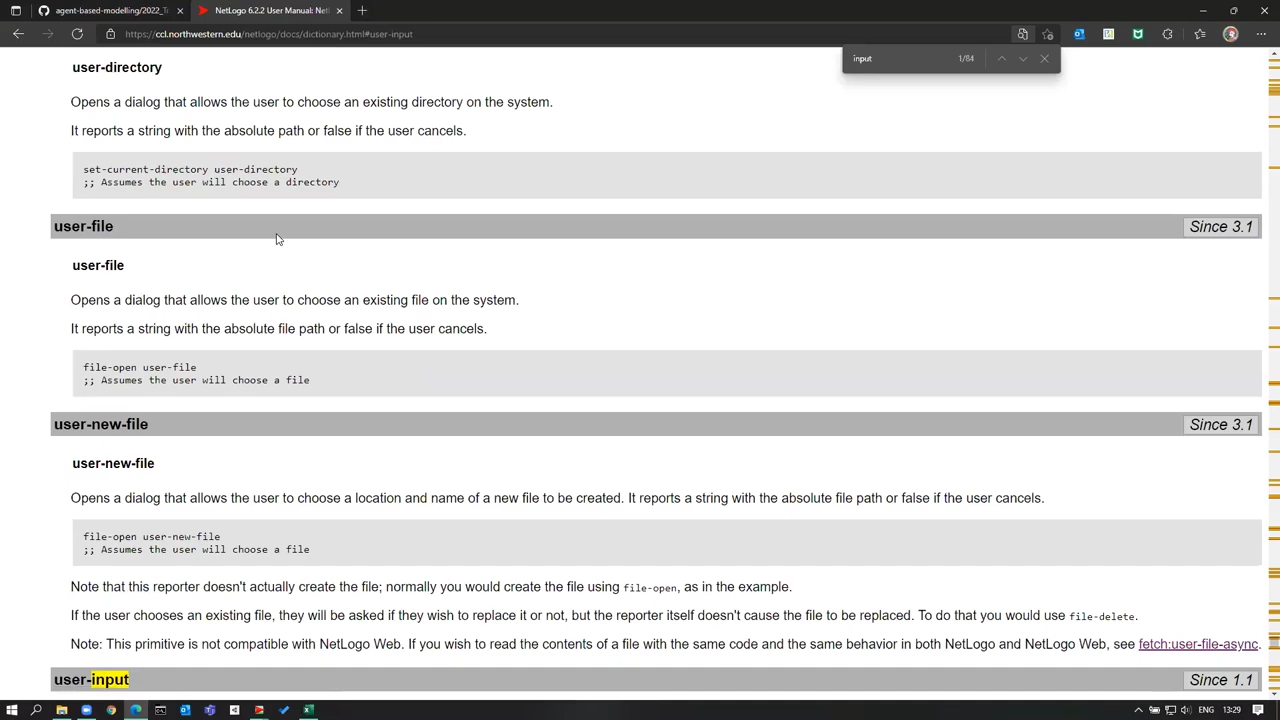 agent-based-modelling/2022_T
NetLogo 6.2.2 User Manual: Net
https://ccl.northwestern.edu/netlogo/docs/dictionary.html#user-input
input
1/84
user-directory
Opens a dialog that allows the user to choose an existing directory on the system.
It reports a string with the absolute path or false if the user cancels.
set-current-directory user-directory
;; Assumes the user will choose a directory
user-file
Since 3.1
user-file
Opens a dialog that allows the user to choose an existing file on the system.
It reports a string with the absolute file path or false if the user cancels.
file-open user-file
;; Assumes the user will choose a file
user-new-file
Since 3.1
user-new-file
Opens a dialog that allows the user to choose a location and name of a new file to be created. It reports a string with the absolute file path or false if the user cancels.
file-open user-new-file
;; Assumes the user will choose a file
Note that this reporter doesn't actually create the file; normally you would create the file using file-open, as in the example.
If the user chooses an existing file, they will be asked if they wish to replace it or not, but the reporter itself doesn't cause the file to be replaced. To do that you would use file-delete.
Note: This primitive is not compatible with NetLogo Web. If you wish to read the contents of a file with the same code and the same behavior in both NetLogo and NetLogo Web, see fetch:user-file-async.
user-input
Since 1.1
ENG
13:29